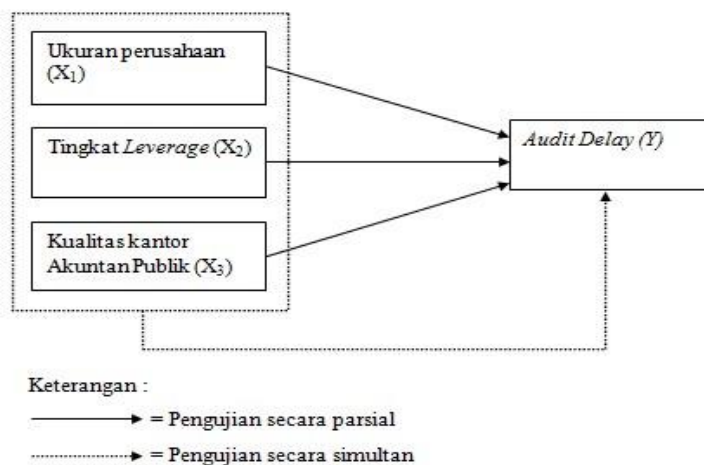 Ukuran perusahaan
(X₁)
Tingkat Leverage (X₂)
Kualitas kantor
Akuntan Publik (X₃)
Audit Delay (Y)
Keterangan :
= Pengujian secara parsial
= Pengujian secara simultan